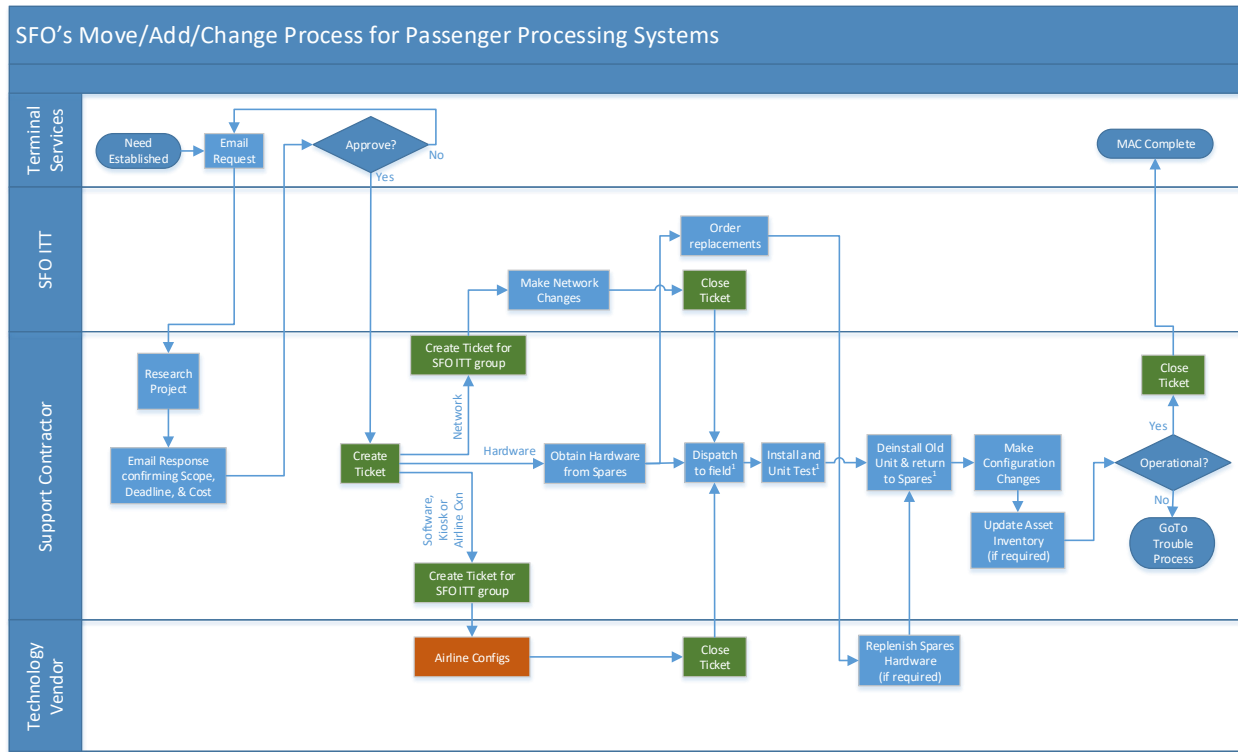 SFO's Move/Add/Change Process for Passenger Processing Systems
Terminal
Services
Need
Established
Email
Request
Approve?
No
Yes
MAC Complete
SFO ITT
Order
replacements
Make Network
Changes
Close
Ticket
Support Contractor
Create Ticket for
SFO ITT group
Research
Project
Close
Ticket
Network
Yes
Email Response
confirming Scope,
Deadline, & Cost
Create
Ticket
Hardware
Obtain Hardware
from Spares
Dispatch
to field¹
Install and
Unit Test¹
Deinstall Old
Unit & return
to Spares¹
Make
Configuration
Changes
Operational?
No
Software,
Kiosk or
Airline Cxn
Update Asset
Inventory
(if required)
GoTo
Trouble
Process
Create Ticket for
SFO ITT group
Technology
Vendor
Airline Configs
Close
Ticket
Replenish Spares
Hardware
(if required)